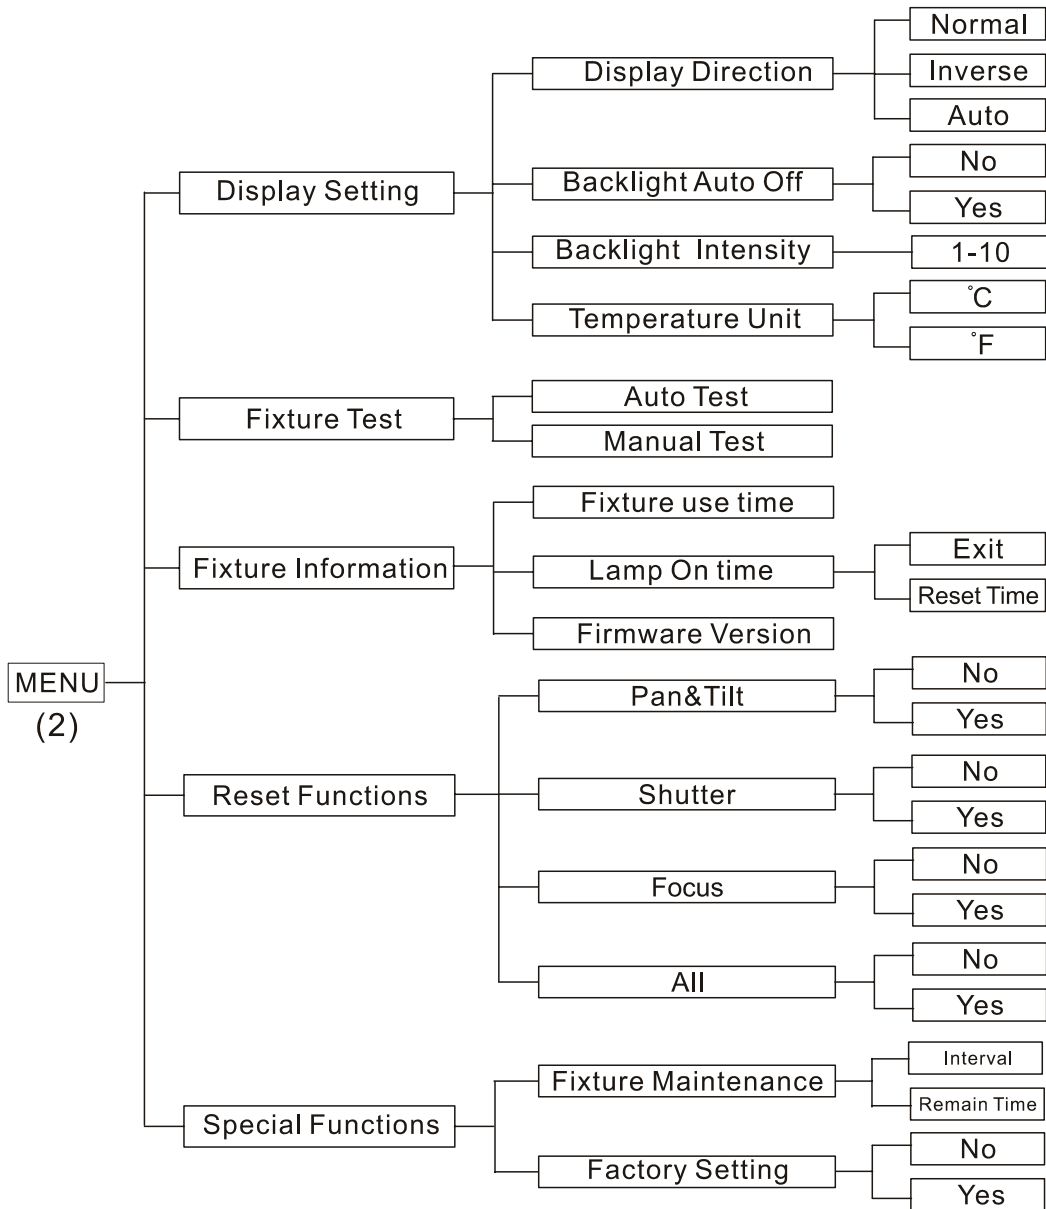 Normal
Display Direction
Inverse
Auto
No
Display Setting
Backlight Auto Off
Yes
Backlight Intensity
1-10
°C
Temperature Unit
°F
Auto Test
Fixture Test
Manual Test
Fixture use time
Exit
Fixture Information
Lamp On time
Reset Time
Firmware Version
MENU
(2)
No
Pan&Tilt
Yes
No
Reset Functions
Shutter
Yes
No
Focus
Yes
No
All
Yes
Interval
Fixture Maintenance
Remain Time
Special Functions
No
Factory Setting
Yes